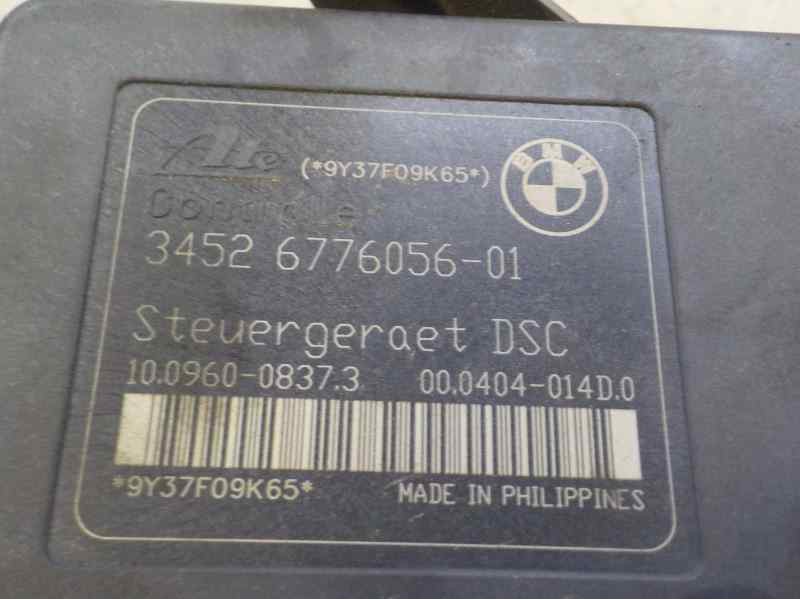 Ate (*9Y37F09K65*) BMW
3452 6776056-01
Steuergeraet DSC
10.0960-0837.3 00.0404-014D.0
*9Y37F09K65* MADE IN PHILIPPINES